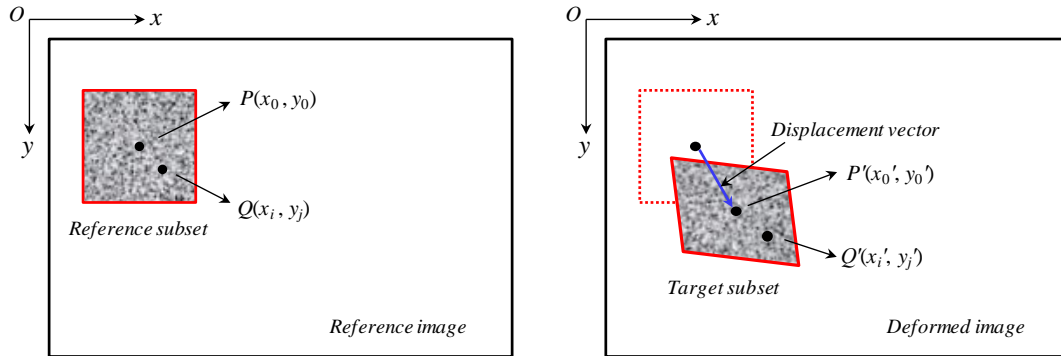 O
x
y
P(x₀, y₀)
Q(xᵢ, yⱼ)
Reference subset
Reference image
O
x
y
Displacement vector
P'(x₀', y₀')
Q'(xᵢ', yⱼ')
Target subset
Deformed image